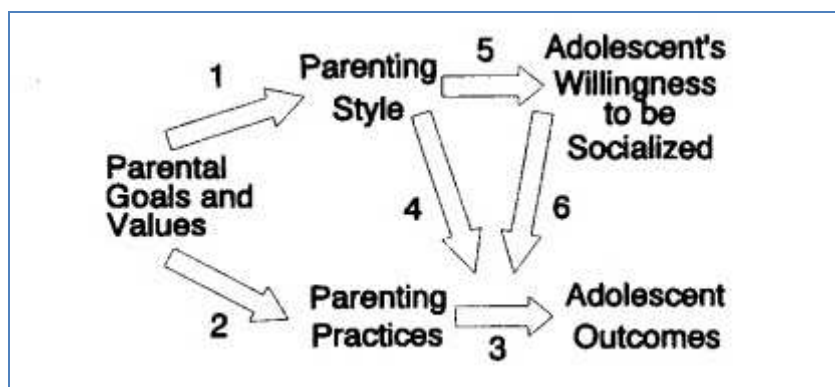 1
Parenting
Style
5
Adolescent's
Willingness
to be
Socialized
Parental
Goals and
Values
4
6
2
Parenting
Practices
3
Adolescent
Outcomes